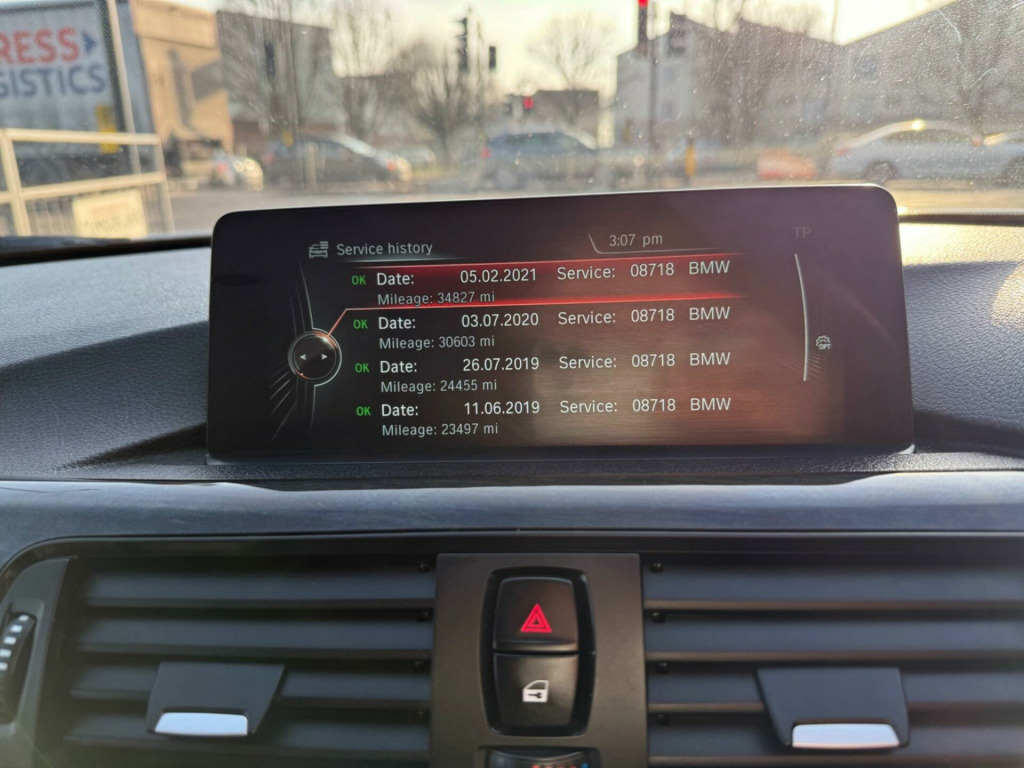 RESS
GISTICS
Service history
3:07 pm
TP
OK Date: 05.02.2021 Service: 08718 BMW
Mileage: 34827 mi
OK Date: 03.07.2020 Service: 08718 BMW
Mileage: 30603 mi
OK Date: 26.07.2019 Service: 08718 BMW
Mileage: 24455 mi
OK Date: 11.06.2019 Service: 08718 BMW
Mileage: 23497 mi
OPT